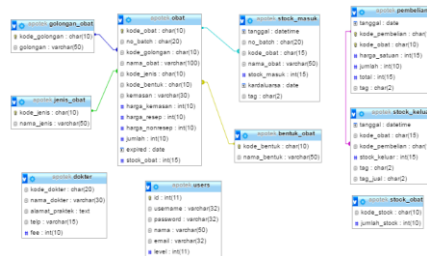 apotek golongan_obat
kode_golongan : char(10)
golongan : varchar(50)
apotek jenis_obat
kode_jenis : char(10)
nama_jenis : varchar(50)
apotek dokter
kode_dokter : char(20)
nama_dokter : varchar(30)
alamat_praktek : text
telp : varchar(15)
fee : int(10)
apotek obat
kode_obat : char(10)
no_batch : char(20)
kode_golongan : char(10)
nama_obat : varchar(100)
kode_jenis : char(10)
kode_bentuk : char(10)
kemasan : varchar(30)
harga_kemasan : int(10)
harga_resep : int(10)
harga_nonresep : int(10)
jumlah : int(10)
expired : date
stock_obat : int(15)
apotek users
id : int(11)
username : varchar(32)
password : varchar(32)
nama : varchar(50)
email : varchar(32)
level : int(11)
apotek stock_masuk
tanggal : datetime
no_batch : char(20)
kode_obat : char(15)
nama_obat : varchar(50)
stock_masuk : int(15)
kardaluarsa : date
tag : char(2)
apotek bentuk_obat
kode_bentuk : char(10)
nama_bentuk : varchar(50)
apotek pembelian
tanggal : date
kode_pembelian : char(
kode_obat : char(10)
harga_satuan : int(15)
jumlah : int(10)
total : int(15)
tag : char(2)
apotek stock_kelua
tanggal : datetime
kode_obat : char(15)
kode_pembelian : char(
stock_keluar : int(15)
tag : char(2)
tag_jual : char(2)
apotek stock_obat
kode_stock : char(10)
jumlah_stock : int(10)